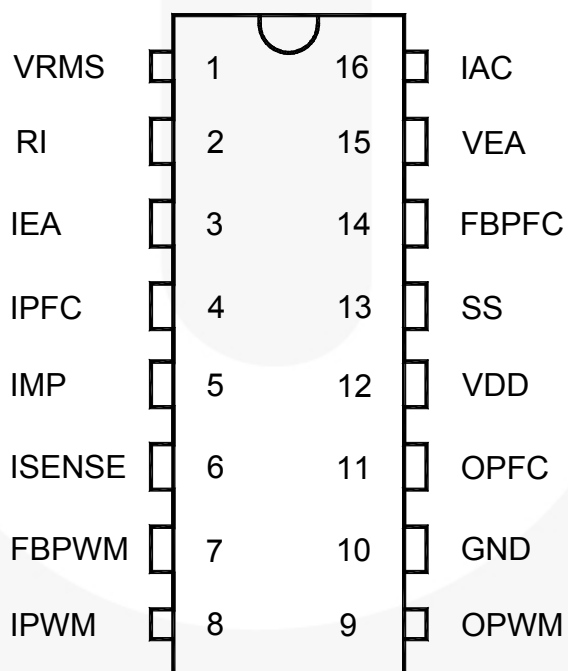 VRMS 1 16 IAC
RI 2 15 VEA
IEA 3 14 FBPFC
IPFC 4 13 SS
IMP 5 12 VDD
ISENSE 6 11 OPFC
FBPWM 7 10 GND
IPWM 8 9 OPWM